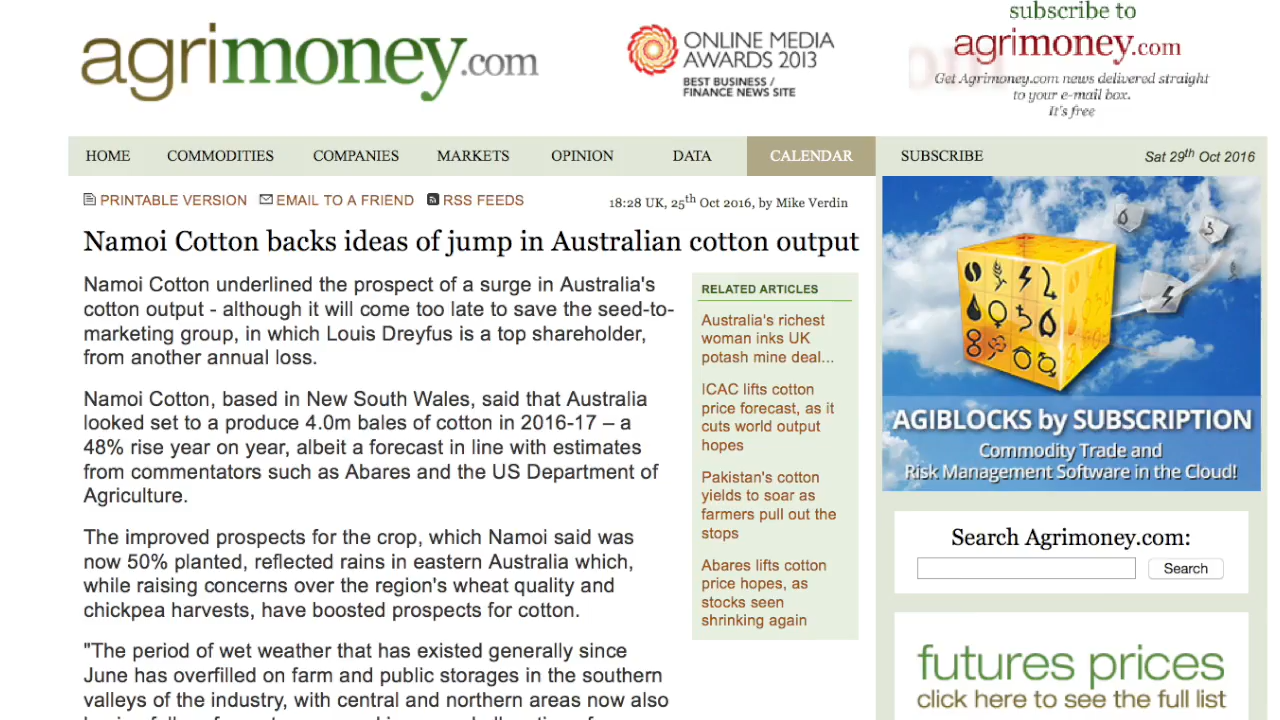 agrimoney.com
ONLINE MEDIA
AWARDS 2013
BEST BUSINESS /
FINANCE NEWS SITE
subscribe to
agrimoney.com
Get Agrimoney.com news delivered straight
to your e-mail box.
It's free
HOME COMMODITIES COMPANIES MARKETS OPINION DATA CALENDAR SUBSCRIBE Sat 29th Oct 2016
PRINTABLE VERSION EMAIL TO A FRIEND RSS FEEDS 18:28 UK, 25th Oct 2016, by Mike Verdin
Namoi Cotton backs ideas of jump in Australian cotton output
Namoi Cotton underlined the prospect of a surge in Australia's
cotton output - although it will come too late to save the seed-to-
marketing group, in which Louis Dreyfus is a top shareholder,
from another annual loss.
Namoi Cotton, based in New South Wales, said that Australia
looked set to a produce 4.0m bales of cotton in 2016-17 – a
48% rise year on year, albeit a forecast in line with estimates
from commentators such as Abares and the US Department of
Agriculture.
The improved prospects for the crop, which Namoi said was
now 50% planted, reflected rains in eastern Australia which,
while raising concerns over the region's wheat quality and
chickpea harvests, have boosted prospects for cotton.
"The period of wet weather that has existed generally since
June has overfilled on farm and public storages in the southern
valleys of the industry, with central and northern areas now also
RELATED ARTICLES
Australia's richest
woman inks UK
potash mine deal...
ICAC lifts cotton
price forecast, as it
cuts world output
hopes
Pakistan's cotton
yields to soar as
farmers pull out the
stops
Abares lifts cotton
price hopes, as
stocks seen
shrinking again
AGIBLOCKS by SUBSCRIPTION
Commodity Trade and
Risk Management Software in the Cloud!
Search Agrimoney.com:
Search
futures prices
click here to see the full list